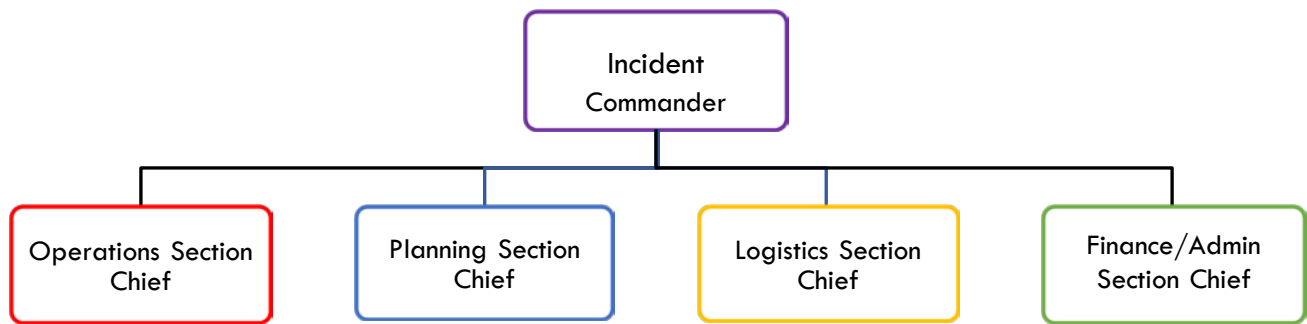 Incident
Commander
Operations Section
Chief
Planning Section
Chief
Logistics Section
Chief
Finance/Admin
Section Chief